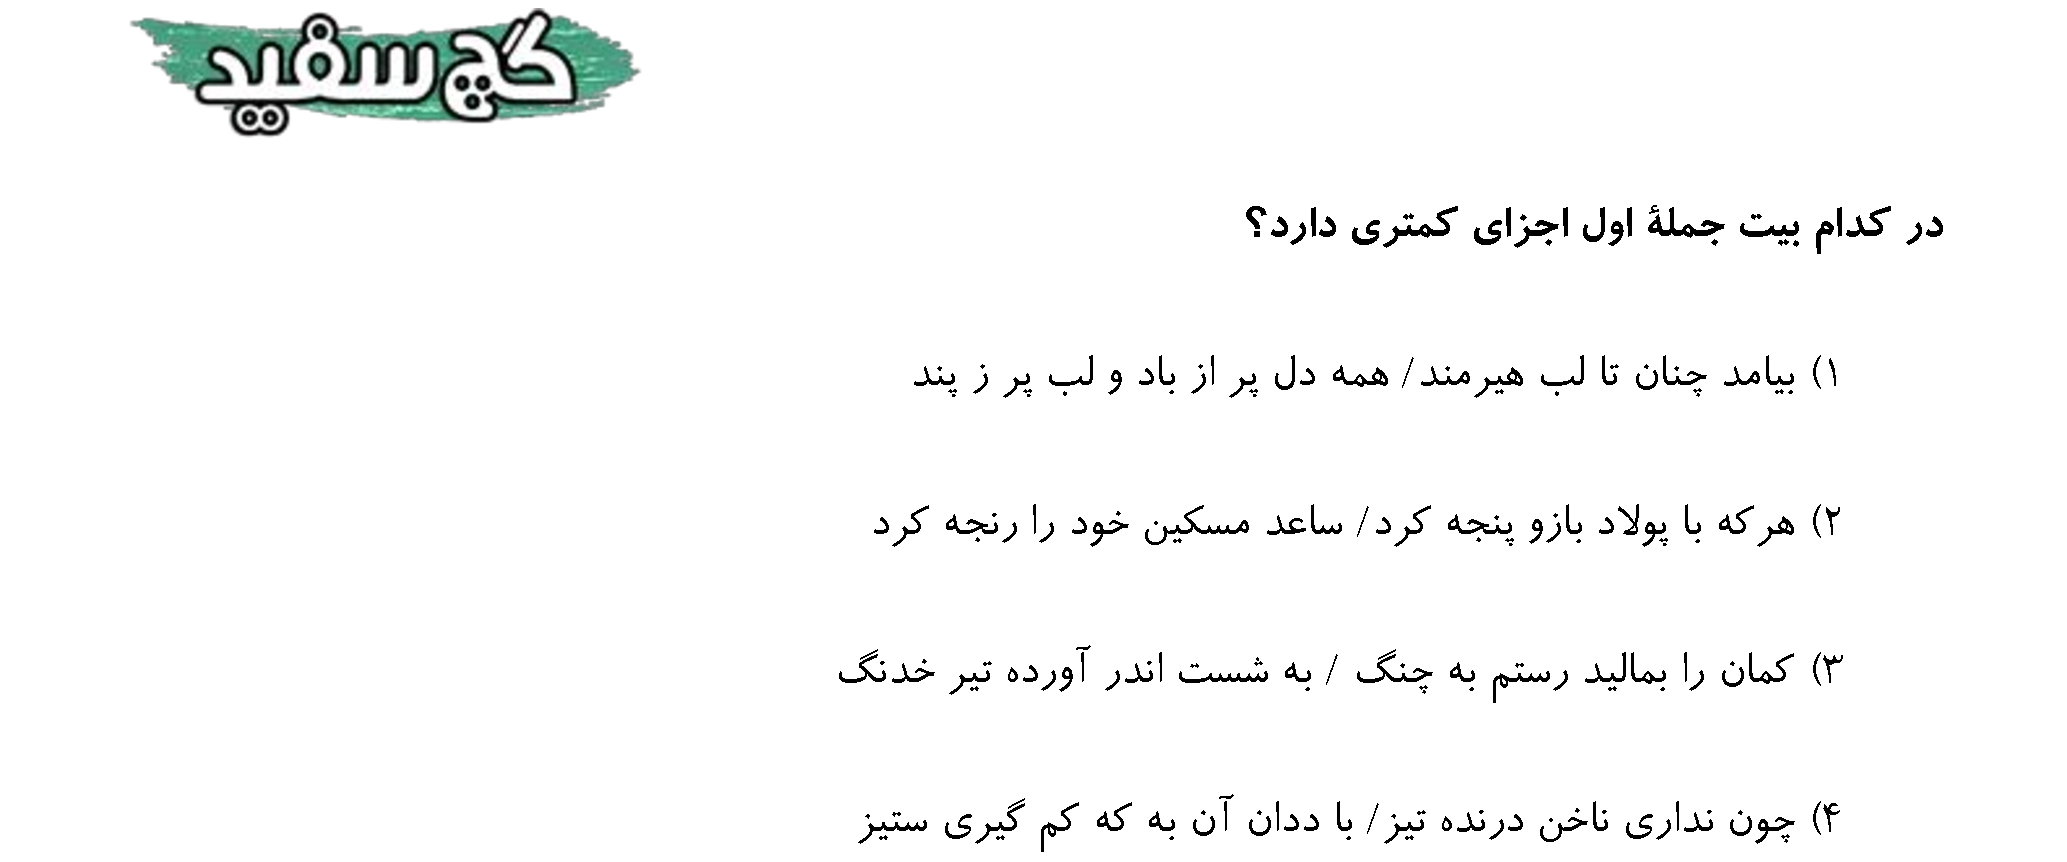 گچ سفید
در کدام بیت جملهٔ اول اجزای کمتری دارد؟
۱) بیامد چنان تا لب هیرمند/ همه دل پر از باد و لب پر ز پند
۲) هرکه با پولاد بازو پنجه کرد/ ساعد مسکین خود را رنجه کرد
۳) کمان را بمالید رستم به چنگ / به شست اندر آورده تیر خدنگ
۴) چون نداری ناخن درنده تیز/ با ددان آن به که کم گیری ستیز